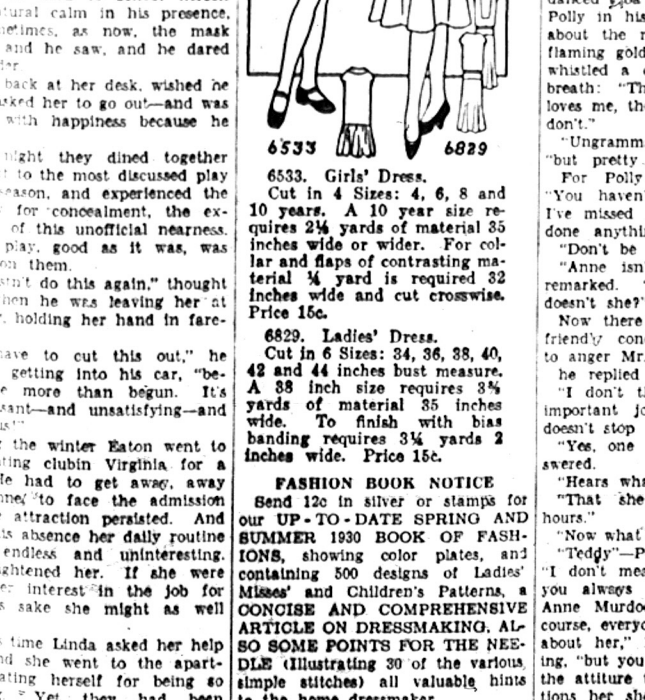 tural calm in his presence,
as now, the mask
and he saw, and he dared
back at her desk, wished he
her to go out—and was
with happiness because he
they dined together
to the most discussed play
and experienced the
for concealment, the ex-
of this unofficial nearness.
play, good as it was, was
them.
do this again," thought
he was leaving her at
holding her hand in fare-
to cut this out," he
getting into his car, "be-
more than begun. It's
sant—and unsatisfying—and
the winter Eaton went to
clubin Virginia for a
He had to get away, away
to face the admission
attraction persisted. And
absence her daily routine
endless and uninteresting.
ightened her. If she were
interest in the job for
sake she might as well
time Linda asked her help
she went to the apart-
ating herself for being so
Yet they had been
6533 6829
6533. Girls' Dress.
Cut in 4 Sizes: 4, 6, 8 and
10 years. A 10 year size re-
quires 2¼ yards of material 35
inches wide or wider. For col-
lar and flaps of contrasting ma-
terial ¼ yard is required 32
inches wide and cut crosswise.
Price 15c.
6829. Ladies' Dress.
Cut in 6 Sizes: 34, 36, 38, 40,
42 and 44 inches bust measure.
A 38 inch size requires
yards of material 35 inches
wide. To finish with bias
banding requires 3¼ yards 2
inches wide. Price 15c.
FASHION BOOK NOTICE
Send 12c in silver or stamps for
our UP-TO-DATE SPRING AND
SUMMER 1930 BOOK OF FASH-
IONS, showing color plates, and
containing 500 designs of Ladies'
Misses' and Children's Patterns, a
CONCISE AND COMPREHENSIVE
ARTICLE ON DRESSMAKING. AL-
SO SOME POINTS FOR THE NEE-
DLE (Illustrating 30 of the various,
simple stitches) all valuable hints
to the home dressmaker.
Polly in his
about the
flaming gold
whistled a
breath: "Th
loves me, th
don't."
"Ungramm
"but pretty
For Polly
"You haven'
I've missed
done anythi
"Don't be
"Anne isn'
remarked.
doesn't she?"
Now there
friendly con
to anger Mr.
he replied
"I don't t
important jo
doesn't stop
"Yes, one
swered.
"Hears wha
"That she
hours."
"Now what
"Teddy"—P
"I don't mea
you always
Anne Murdo
course, everyo
about her,"
ing, "but you
the attitude
tions her she